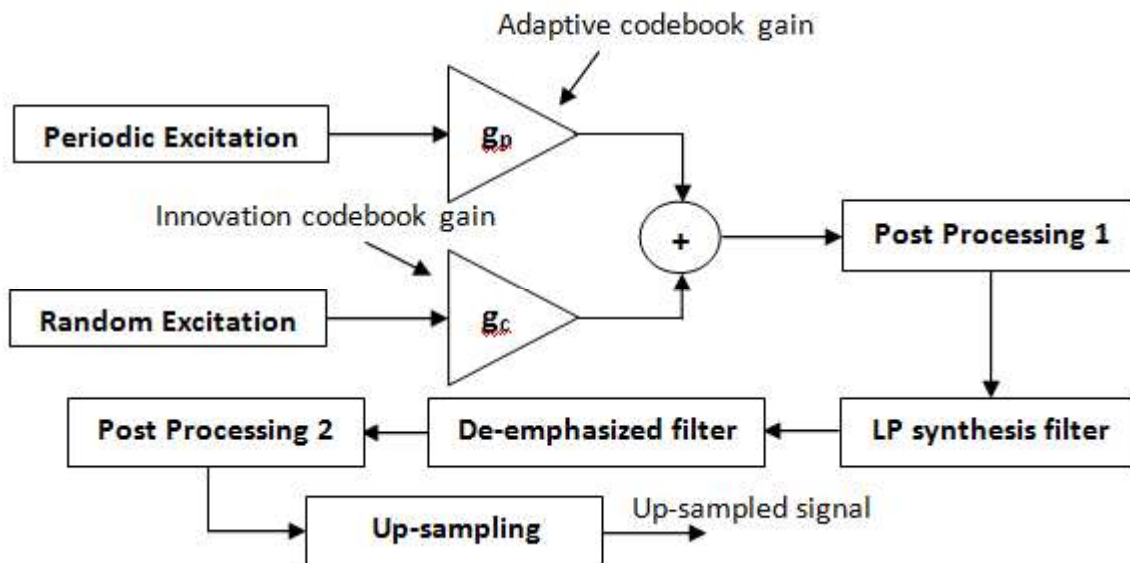 Adaptive codebook gain
Periodic Excitation
gp
Innovation codebook gain
+
Post Processing 1
Random Excitation
gc
Post Processing 2
De-emphasized filter
LP synthesis filter
Up-sampling
Up-sampled signal